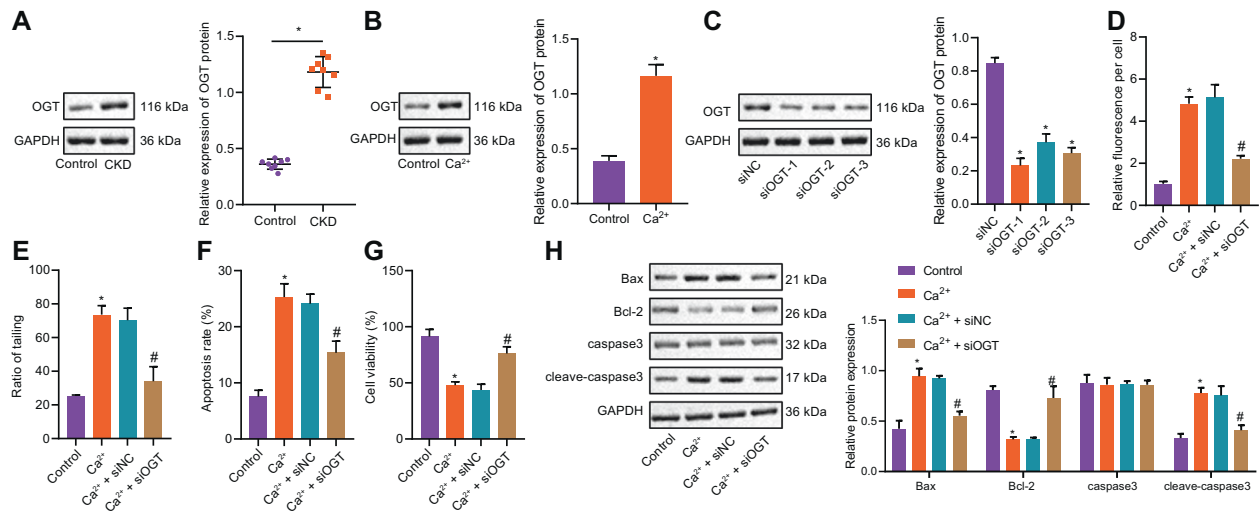 A
OGT
116 kDa
GAPDH
36 kDa
Control CKD
Relative expression of OGT protein
1.5
1.0
0.5
0.0
*
Control
CKD
B
OGT
116 kDa
GAPDH
36 kDa
Control Ca²⁺
Relative expression of OGT protein
1.5
1.0
0.5
0.0
*
Control
Ca²⁺
C
OGT
116 kDa
GAPDH
36 kDa
siNC
siOGT-1
siOGT-2
siOGT-3
Relative expression of OGT protein
1.0
0.8
0.6
0.4
0.2
0.0
*
*
*
siNC
siOGT-1
siOGT-2
siOGT-3
D
Relative fluorescence per cell
8
6
4
2
0
*
#
Control
Ca²⁺
Ca²⁺ + siNC
Ca²⁺ + siOGT
E
Ratio of tailing
100
80
60
40
20
0
*
#
Control
Ca²⁺
Ca²⁺ + siNC
Ca²⁺ + siOGT
F
Apoptosis rate (%)
30
20
10
0
*
#
Control
Ca²⁺
Ca²⁺ + siNC
Ca²⁺ + siOGT
G
Cell viability (%)
150
100
50
0
*
#
Control
Ca²⁺
Ca²⁺ + siNC
Ca²⁺ + siOGT
H
Bax
21 kDa
Bcl-2
26 kDa
caspase3
32 kDa
cleave-caspase3
17 kDa
GAPDH
36 kDa
Control
Ca²⁺
Ca²⁺ + siNC
Ca²⁺ + siOGT
Control
Ca²⁺
Ca²⁺ + siNC
Ca²⁺ + siOGT
Relative protein expression
1.5
1.0
0.5
0.0
*
#
*
#
*
#
Bax
Bcl-2
caspase3
cleave-caspase3